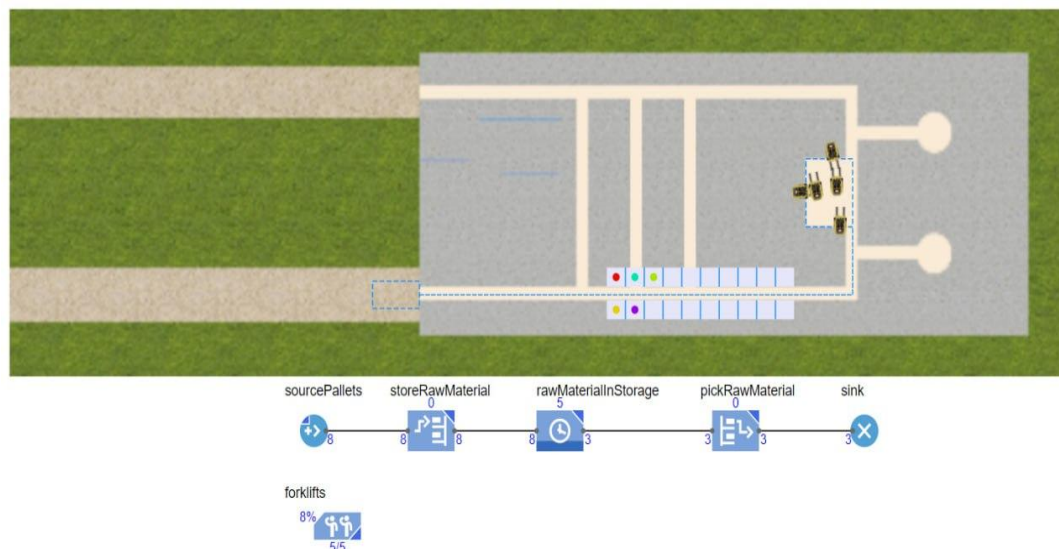 sourcePallets storeRawMaterial rawMaterialInStorage pickRawMaterial sink
0 5 0
8 8 8 8 3 3 3 3
forklifts
8%
5/5